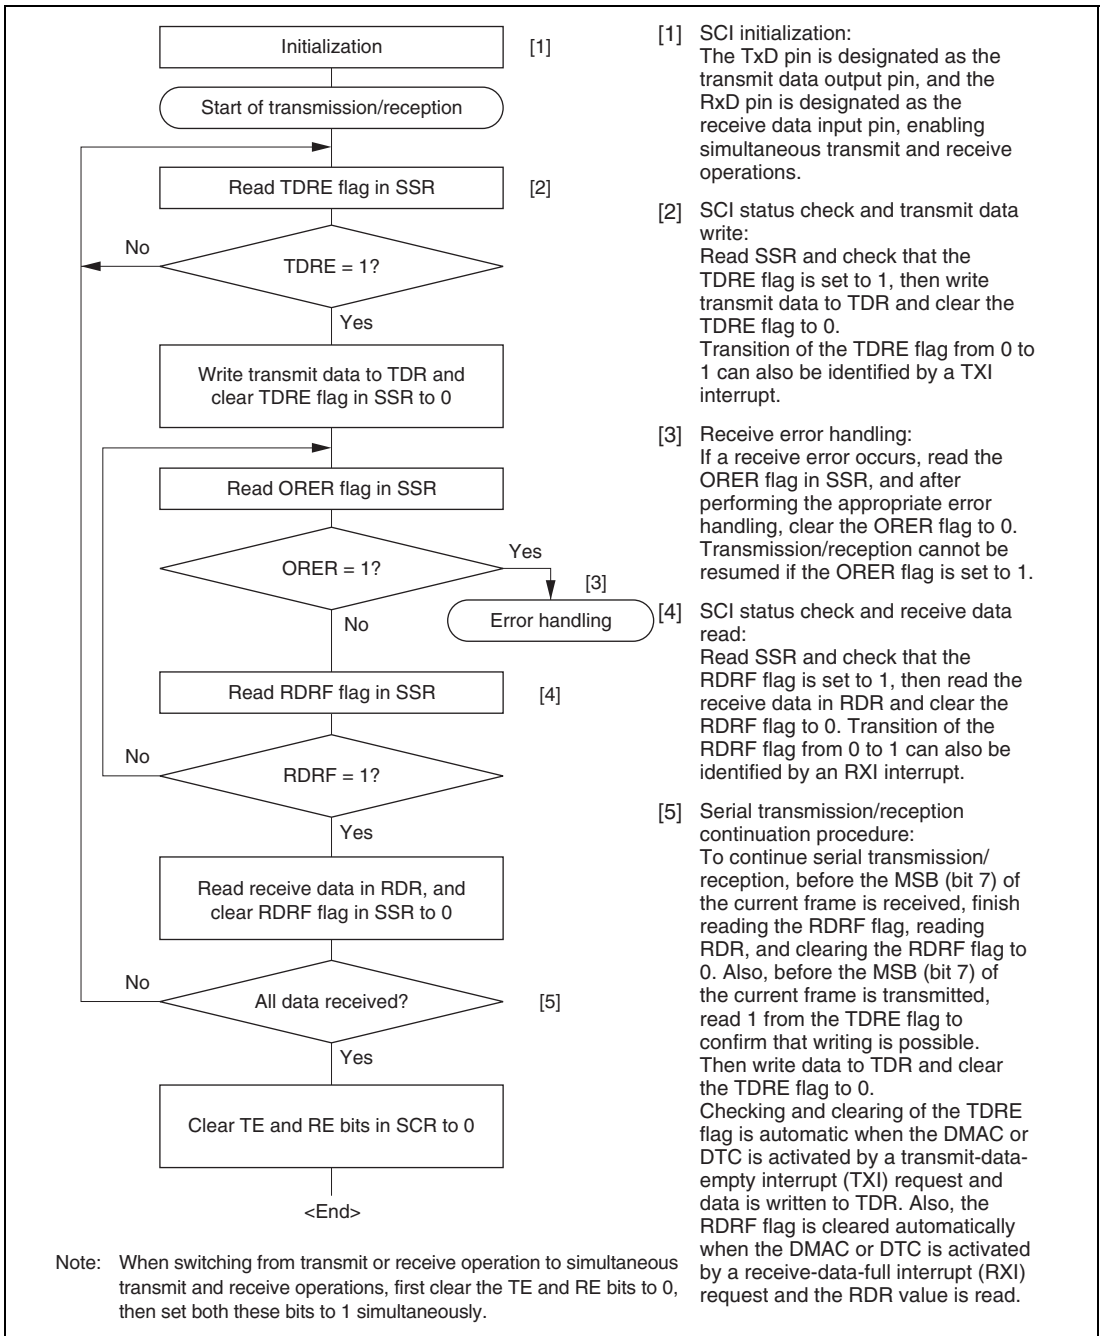 Initialization
[1]
Start of transmission/reception
Read TDRE flag in SSR
[2]
No
TDRE = 1?
Yes
Write transmit data to TDR and
clear TDRE flag in SSR to 0
Read ORER flag in SSR
ORER = 1?
Yes
[3]
Error handling
No
Read RDRF flag in SSR
[4]
No
RDRF = 1?
Yes
Read receive data in RDR, and
clear RDRF flag in SSR to 0
No
All data received?
[5]
Yes
Clear TE and RE bits in SCR to 0
<End>
[1] SCI initialization:
The TxD pin is designated as the
transmit data output pin, and the
RxD pin is designated as the
receive data input pin, enabling
simultaneous transmit and receive
operations.
[2] SCI status check and transmit data
write:
Read SSR and check that the
TDRE flag is set to 1, then write
transmit data to TDR and clear the
TDRE flag to 0.
Transition of the TDRE flag from 0 to
1 can also be identified by a TXI
interrupt.
[3] Receive error handling:
If a receive error occurs, read the
ORER flag in SSR, and after
performing the appropriate error
handling, clear the ORER flag to 0.
Transmission/reception cannot be
resumed if the ORER flag is set to 1.
[4] SCI status check and receive data
read:
Read SSR and check that the
RDRF flag is set to 1, then read the
receive data in RDR and clear the
RDRF flag to 0. Transition of the
RDRF flag from 0 to 1 can also be
identified by an RXI interrupt.
[5] Serial transmission/reception
continuation procedure:
To continue serial transmission/
reception, before the MSB (bit 7) of
the current frame is received, finish
reading the RDRF flag, reading
RDR, and clearing the RDRF flag to
0. Also, before the MSB (bit 7) of
the current frame is transmitted,
read 1 from the TDRE flag to
confirm that writing is possible.
Then write data to TDR and clear
the TDRE flag to 0.
Checking and clearing of the TDRE
flag is automatic when the DMAC or
DTC is activated by a transmit-data-
empty interrupt (TXI) request and
data is written to TDR. Also, the
RDRF flag is cleared automatically
when the DMAC or DTC is activated
by a receive-data-full interrupt (RXI)
request and the RDR value is read.
Note: When switching from transmit or receive operation to simultaneous
transmit and receive operations, first clear the TE and RE bits to 0,
then set both these bits to 1 simultaneously.